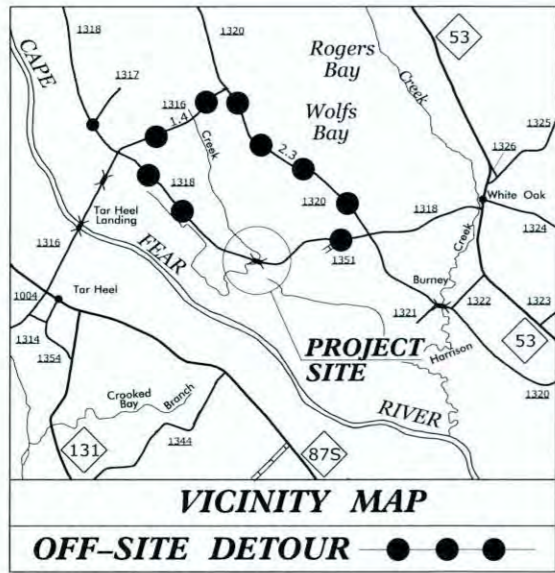 1318
1320
53
CAPE
1317
Rogers
Bay
Creek
1316
Creek
Wolfs
Bay
1325
1326
1.4
2.3
White Oak
1318
1320
1318
1324
Tar Heel
Landing
1316
FEAR
1351
Creek
Burney
1004
Tar Heel
1321
1322
1323
1314
1354
PROJECT
SITE
Harrison
53
Crooked
Bay
Branch
RIVER
1320
131
1344
87S
VICINITY MAP
OFF-SITE DETOUR